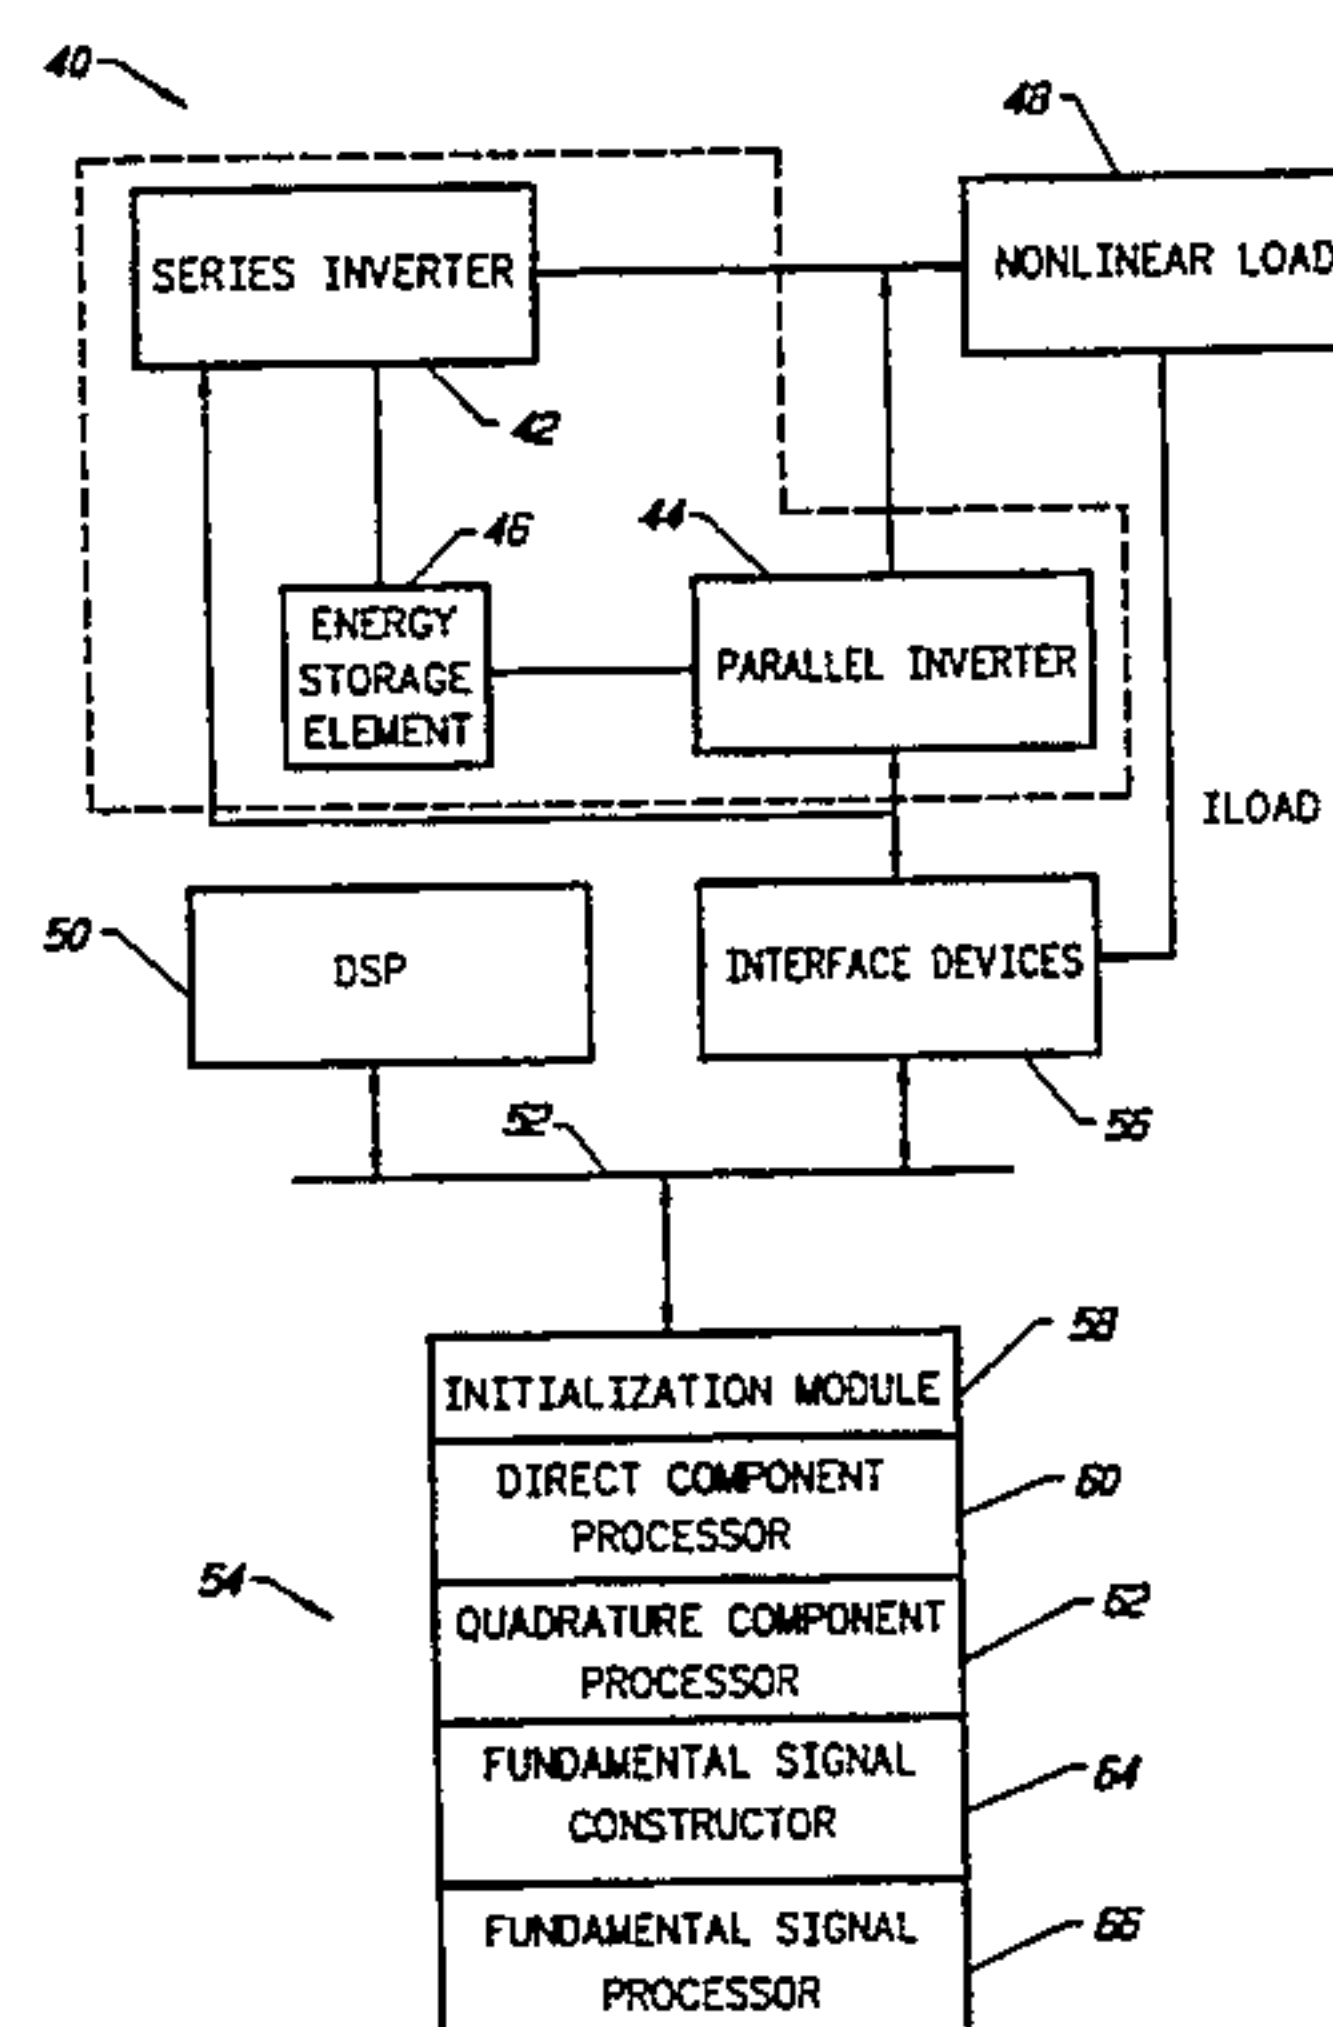 40
48
SERIES INVERTER
NONLINEAR LOAD
42
46
44
ENERGY
STORAGE
ELEMENT
PARALLEL INVERTER
ILOAD
50
DSP
INTERFACE DEVICES
52
56
58
INITIALIZATION MODULE
DIRECT COMPONENT
PROCESSOR
60
54
QUADRATURE COMPONENT
PROCESSOR
62
FUNDAMENTAL SIGNAL
CONSTRUCTOR
64
FUNDAMENTAL SIGNAL
PROCESSOR
66